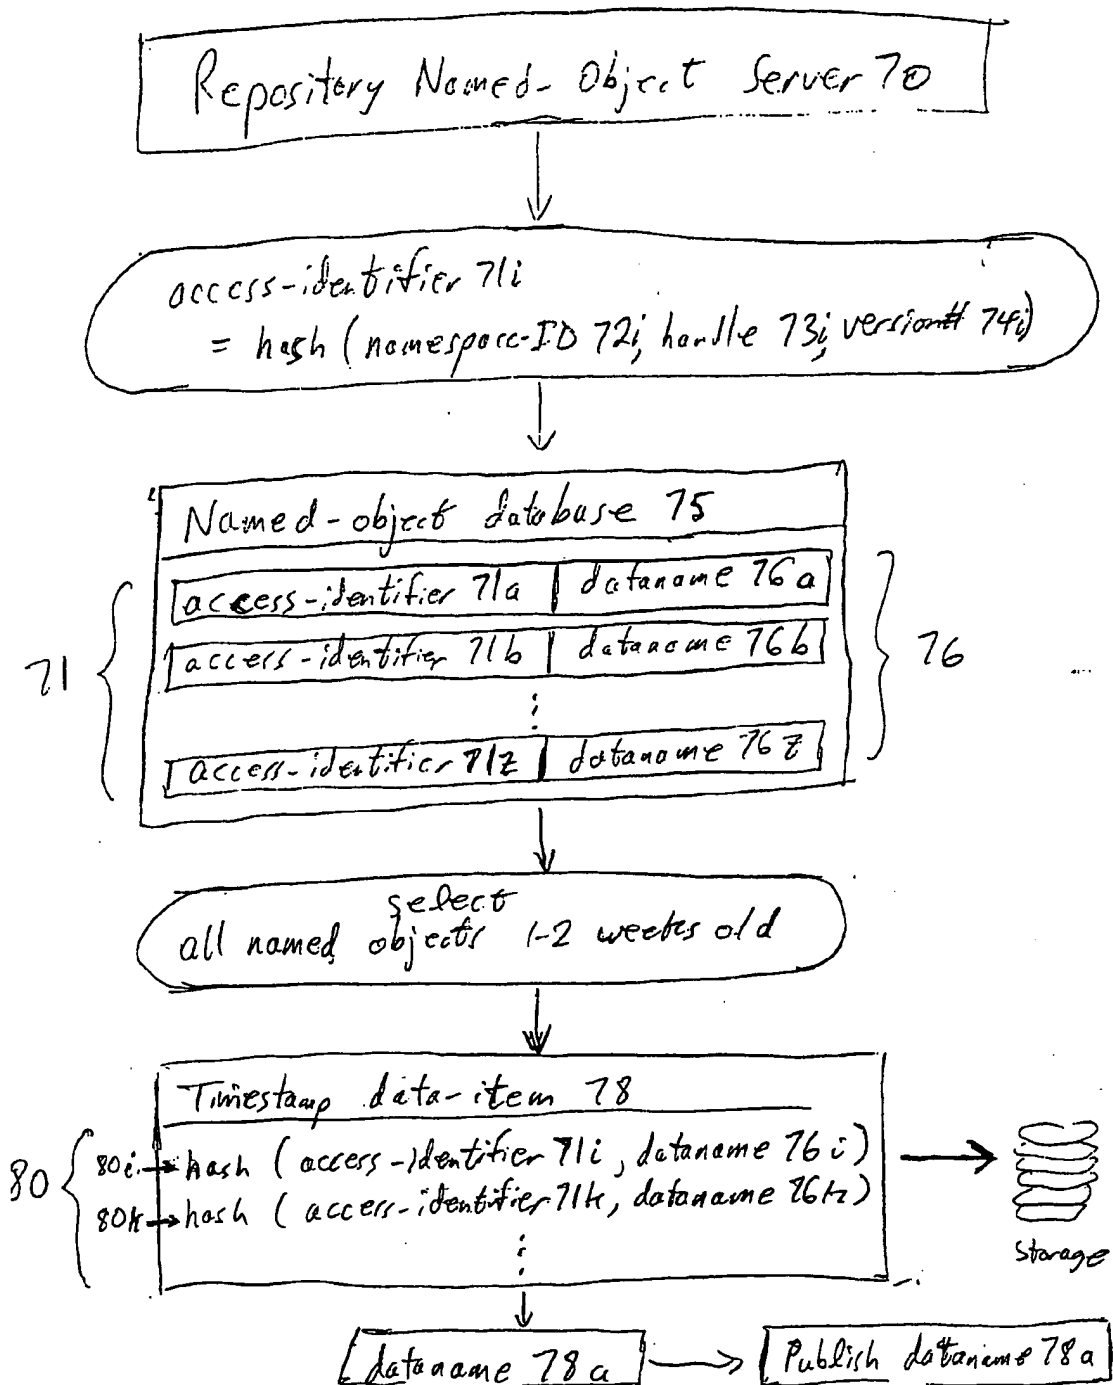 Repository Named-Object Server 70
access-identifier 71i
= hash (namespace-ID 72i, handle 73i, version# 74i)
Named-object database 75
access-identifier 71a dataname 76a
access-identifier 71b dataname 76b
71
76
access-identifier 71z dataname 76z
select
all named objects 1-2 weeks old
Timestamp data-item 78
80
80i hash (access-identifier 71i, dataname 76i)
80k hash (access-identifier 71k, dataname 76k)
Storage
dataname 78a
Publish dataname 78a